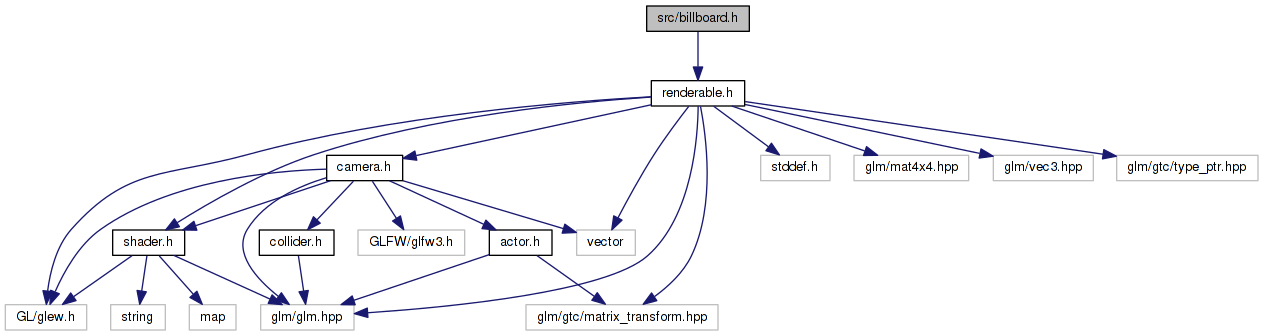 src/billboard.h
renderable.h
camera.h
stddef.h
glm/mat4x4.hpp
glm/vec3.hpp
glm/gtc/type_ptr.hpp
shader.h
collider.h
GLFW/glfw3.h
actor.h
vector
GL/glew.h
string
map
glm/glm.hpp
glm/gtc/matrix_transform.hpp